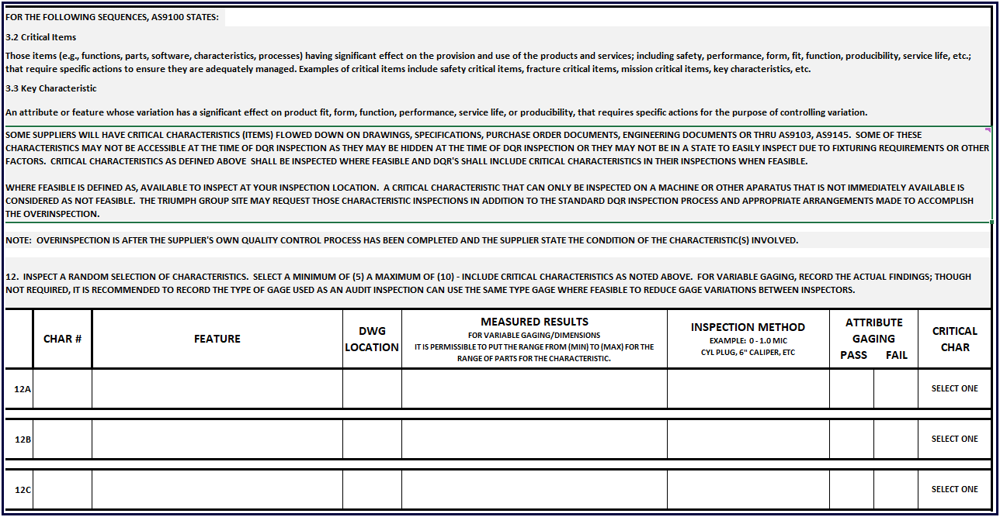 FOR THE FOLLOWING SEQUENCES, AS9100 STATES:
3.2 Critical Items
Those items (e.g., functions, parts, software, characteristics, processes) having significant effect on the provision and use of the products and services; including safety, performance, form, fit, function, producibility, service life, etc.;
that require specific actions to ensure they are adequately managed. Examples of critical items include safety critical items, fracture critical items, mission critical items, key characteristics, etc.
3.3 Key Characteristic
An attribute or feature whose variation has a significant effect on product fit, form, function, performance, service life, or producibility, that requires specific actions for the purpose of controlling variation.
SOME SUPPLIERS WILL HAVE CRITICAL CHARACTERISTICS (ITEMS) FLOWED DOWN ON DRAWINGS, SPECIFICATIONS, PURCHASE ORDER DOCUMENTS, ENGINEERING DOCUMENTS OR THRU AS9103, AS9145.  SOME OF THESE
CHARACTERISTICS MAY NOT BE ACCESSIBLE AT THE TIME OF DQR INSPECTION AS THEY MAY BE HIDDEN AT THE TIME OF DQR INSPECTION OR THEY MAY NOT BE IN A STATE TO EASILY INSPECT DUE TO FIXTURING REQUIREMENTS OR OTHER
FACTORS.  CRITICAL CHARACTERISTICS AS DEFINED ABOVE  SHALL BE INSPECTED WHERE FEASIBLE AND DQR'S SHALL INCLUDE CRITICAL CHARACTERISTICS IN THEIR INSPECTIONS WHEN FEASIBLE.
WHERE FEASIBLE IS DEFINED AS, AVAILABLE TO INSPECT AT YOUR INSPECTION LOCATION.  A CRITICAL CHARACTERISTIC THAT CAN ONLY BE INSPECTED ON A MACHINE OR OTHER APPARATUS THAT IS NOT IMMEDIATELY AVAILABLE IS
CONSIDERED AS NOT FEASIBLE.  THE TRIUMPH GROUP SITE MAY REQUEST THOSE CHARACTERISTIC INSPECTIONS IN ADDITION TO THE STANDARD DQR INSPECTION PROCESS AND APPROPRIATE ARRANGEMENTS MADE TO ACCOMPLISH
THE OVERINSPECTION.
NOTE:  OVERINSPECTION IS AFTER THE SUPPLIER'S OWN QUALITY CONTROL PROCESS HAS BEEN COMPLETED AND THE SUPPLIER STATE THE CONDITION OF THE CHARACTERISTIC(S) INVOLVED.
12.  INSPECT A RANDOM SELECTION OF CHARACTERISTICS.  SELECT A MINIMUM OF (5) A MAXIMUM OF (10) - INCLUDE CRITICAL CHARACTERISTICS AS NOTED ABOVE.  FOR VARIABLE GAGING, RECORD THE ACTUAL FINDINGS; THOUGH
NOT REQUIRED, IT IS RECOMMENDED TO RECORD THE TYPE OF GAGE USED AS AN AUDIT INSPECTION CAN USE THE SAME TYPE GAGE WHERE FEASIBLE TO REDUCE GAGE VARIATIONS BETWEEN INSPECTORS.
CHAR #
FEATURE
DWG
LOCATION
MEASURED RESULTS
FOR VARIABLE GAGING/DIMENSIONS
IT IS PERMISSIBLE TO PUT THE RANGE FROM (MIN) TO (MAX) FOR THE
RANGE OF PARTS FOR THE CHARACTERISTIC.
INSPECTION METHOD
EXAMPLE:  0 - 1.0 MIC
CYL PLUG, 6" CALIPER, ETC
ATTRIBUTE
GAGING
PASS FAIL
CRITICAL
CHAR
12A SELECT ONE
12B SELECT ONE
12C SELECT ONE